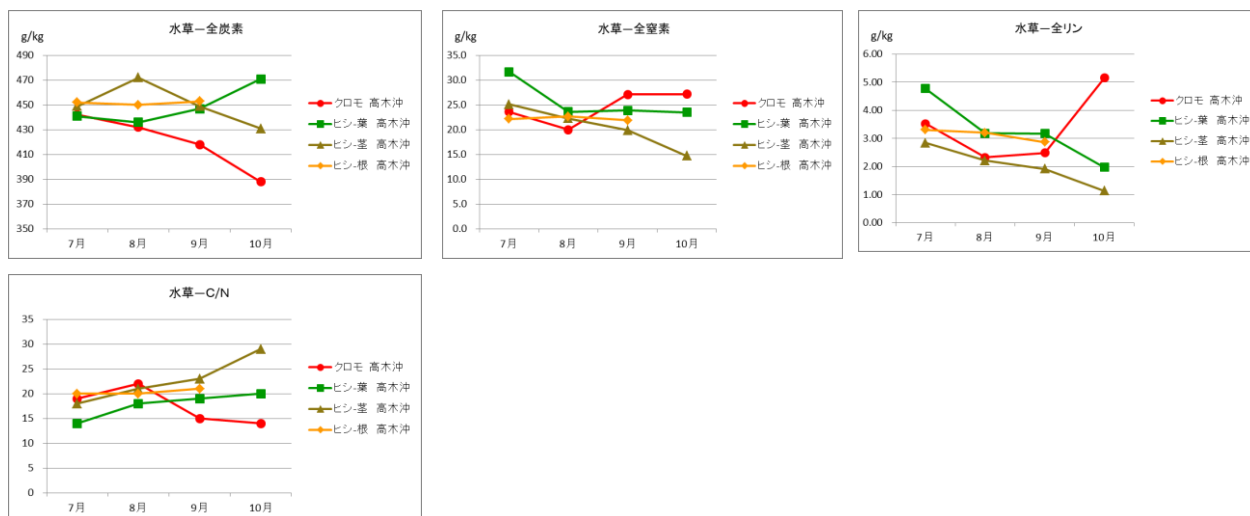 水草－全炭素
g/kg
490
470
450
430
410
390
370
350
7月 8月 9月 10月
クロモ 高木沖
ヒシ-葉 高木沖
ヒシ-茎 高木沖
ヒシ-根 高木沖
水草－全窒素
g/kg
35.0
30.0
25.0
20.0
15.0
10.0
5.0
0.0
7月 8月 9月 10月
クロモ 高木沖
ヒシ-葉 高木沖
ヒシ-茎 高木沖
ヒシ-根 高木沖
水草－全リン
g/kg
6.00
5.00
4.00
3.00
2.00
1.00
0.00
7月 8月 9月 10月
クロモ 高木沖
ヒシ-葉 高木沖
ヒシ-茎 高木沖
ヒシ-根 高木沖
水草－C/N
35
30
25
20
15
10
5
0
7月 8月 9月 10月
クロモ 高木沖
ヒシ-葉 高木沖
ヒシ-茎 高木沖
ヒシ-根 高木沖